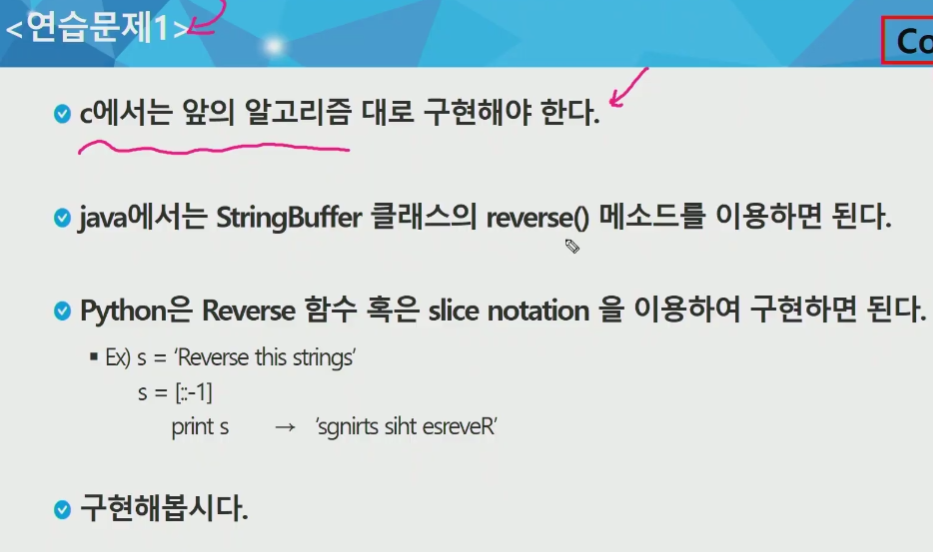 <연습문제1>
Co
c에서는 앞의 알고리즘 대로 구현해야 한다.
java에서는 StringBuffer 클래스의 reverse() 메소드를 이용하면 된다.
Python은 Reverse 함수 혹은 slice notation 을 이용하여 구현하면 된다.
Ex) s = ‘Reverse this strings’
s = [::-1]
print s → ‘sgnirts siht esreveR’
구현해봅시다.